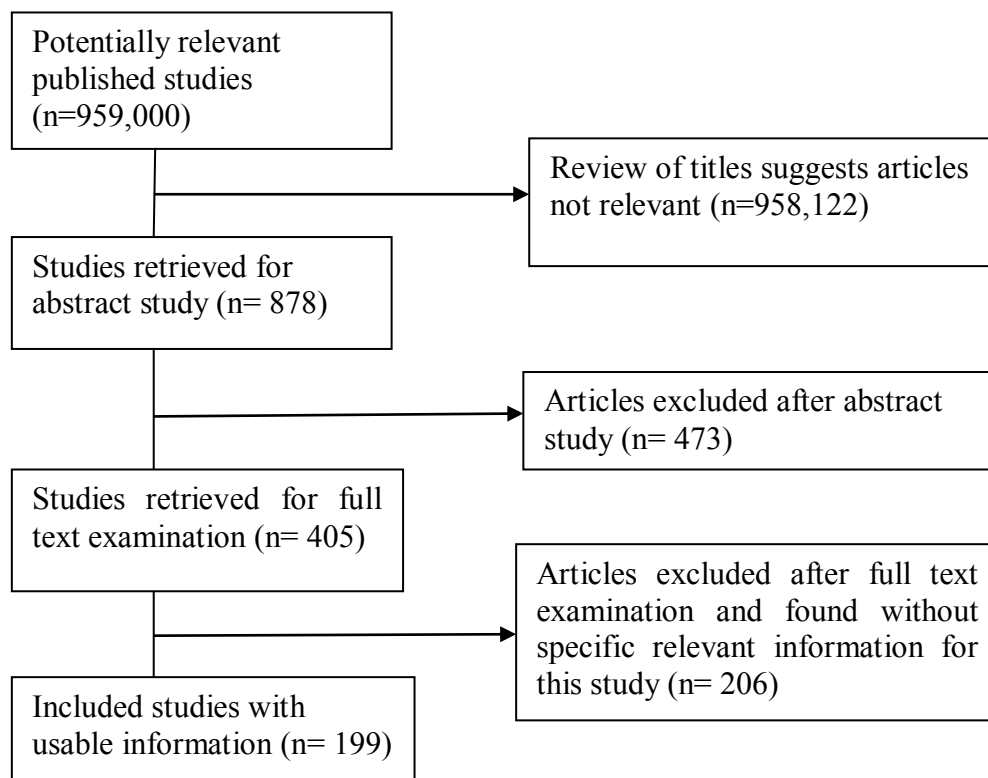 Potentially relevant
published studies
(n=959,000)
Review of titles suggests articles
not relevant (n=958,122)
Studies retrieved for
abstract study (n= 878)
Articles excluded after abstract
study (n= 473)
Studies retrieved for full
text examination (n= 405)
Articles excluded after full text
examination and found without
specific relevant information for
this study (n= 206)
Included studies with
usable information (n= 199)